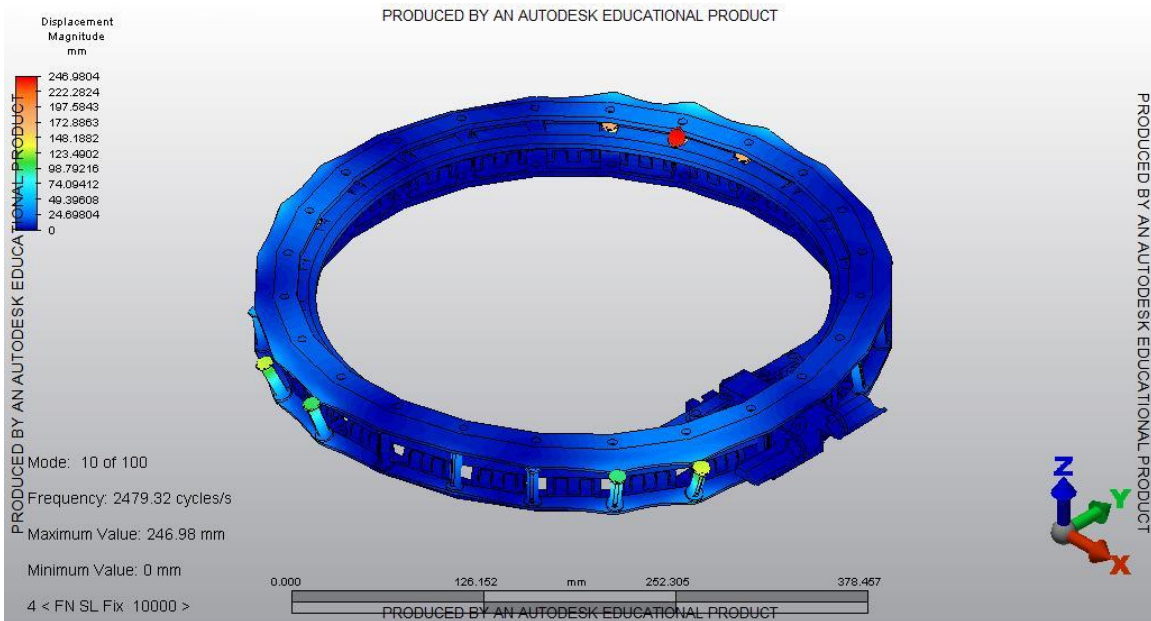 PRODUCED BY AN AUTODESK EDUCATIONAL PRODUCT
Displacement
Magnitude
mm
246.9804
222.2824
197.5843
172.8863
148.1882
123.4902
98.79216
74.09412
49.39608
24.69804
0
PRODUCED BY AN AUTODESK EDUCATIONAL PRODUCT
PRODUCED BY AN AUTODESK EDUCATIONAL PRODUCT
Mode: 10 of 100
Frequency: 2479.32 cycles/s
Maximum Value: 246.98 mm
Minimum Value: 0 mm
4 < FN SL Fix 10000 >
0.000 126.152 mm 252.305 378.457
Z
Y
X
PRODUCED BY AN AUTODESK EDUCATIONAL PRODUCT